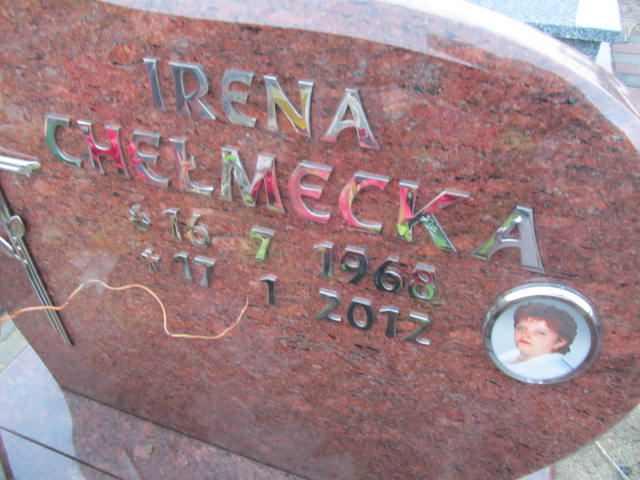 IRENA
CHEŁMECKA
* 16 7 1968
+ 17 1 2012